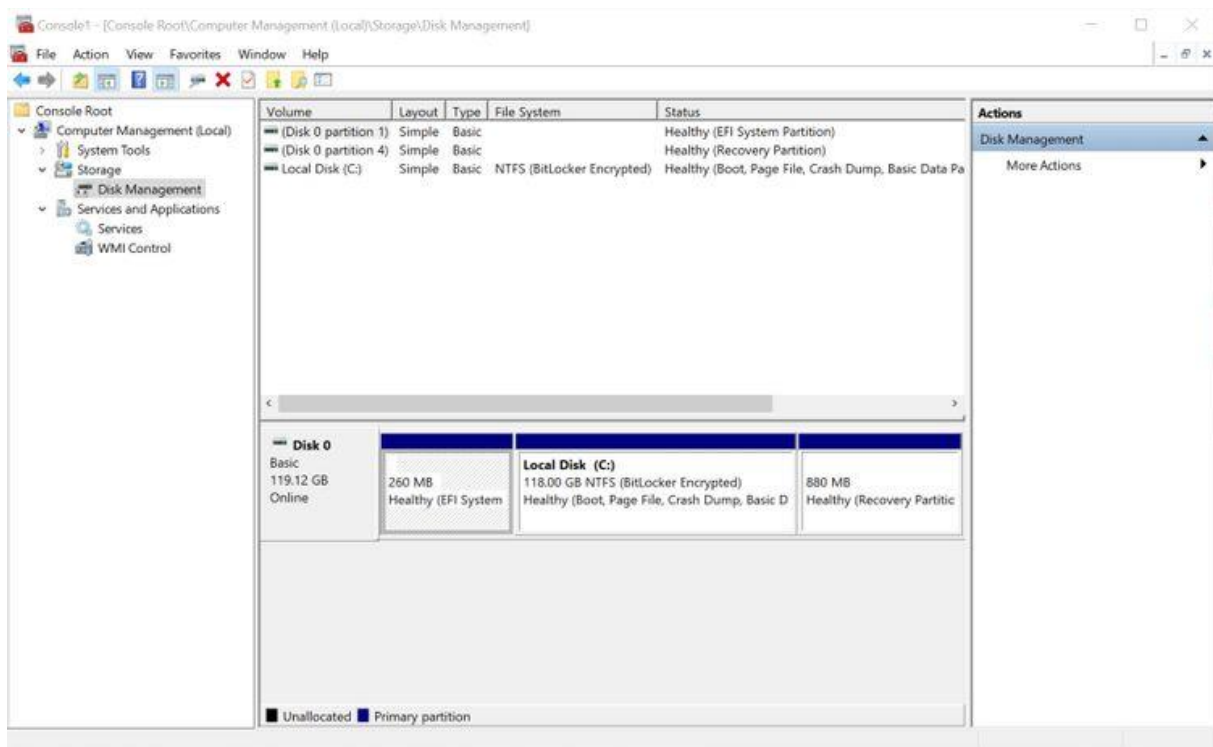 Console1 - [Console Root\Computer Management (Local)\Storage\Disk Management]
File Action View Favorites Window Help
Console Root
Computer Management (Local)
System Tools
Storage
Disk Management
Services and Applications
Services
WMI Control
Volume Layout Type File System Status
(Disk 0 partition 1) Simple Basic Healthy (EFI System Partition)
(Disk 0 partition 4) Simple Basic Healthy (Recovery Partition)
Local Disk (C:) Simple Basic NTFS (BitLocker Encrypted) Healthy (Boot, Page File, Crash Dump, Basic Data Pa
Disk 0
Basic
119.12 GB
Online
260 MB
Healthy (EFI System
Local Disk (C:)
118.00 GB NTFS (BitLocker Encrypted)
Healthy (Boot, Page File, Crash Dump, Basic D
880 MB
Healthy (Recovery Partitic
Unallocated Primary partition
Actions
Disk Management
More Actions